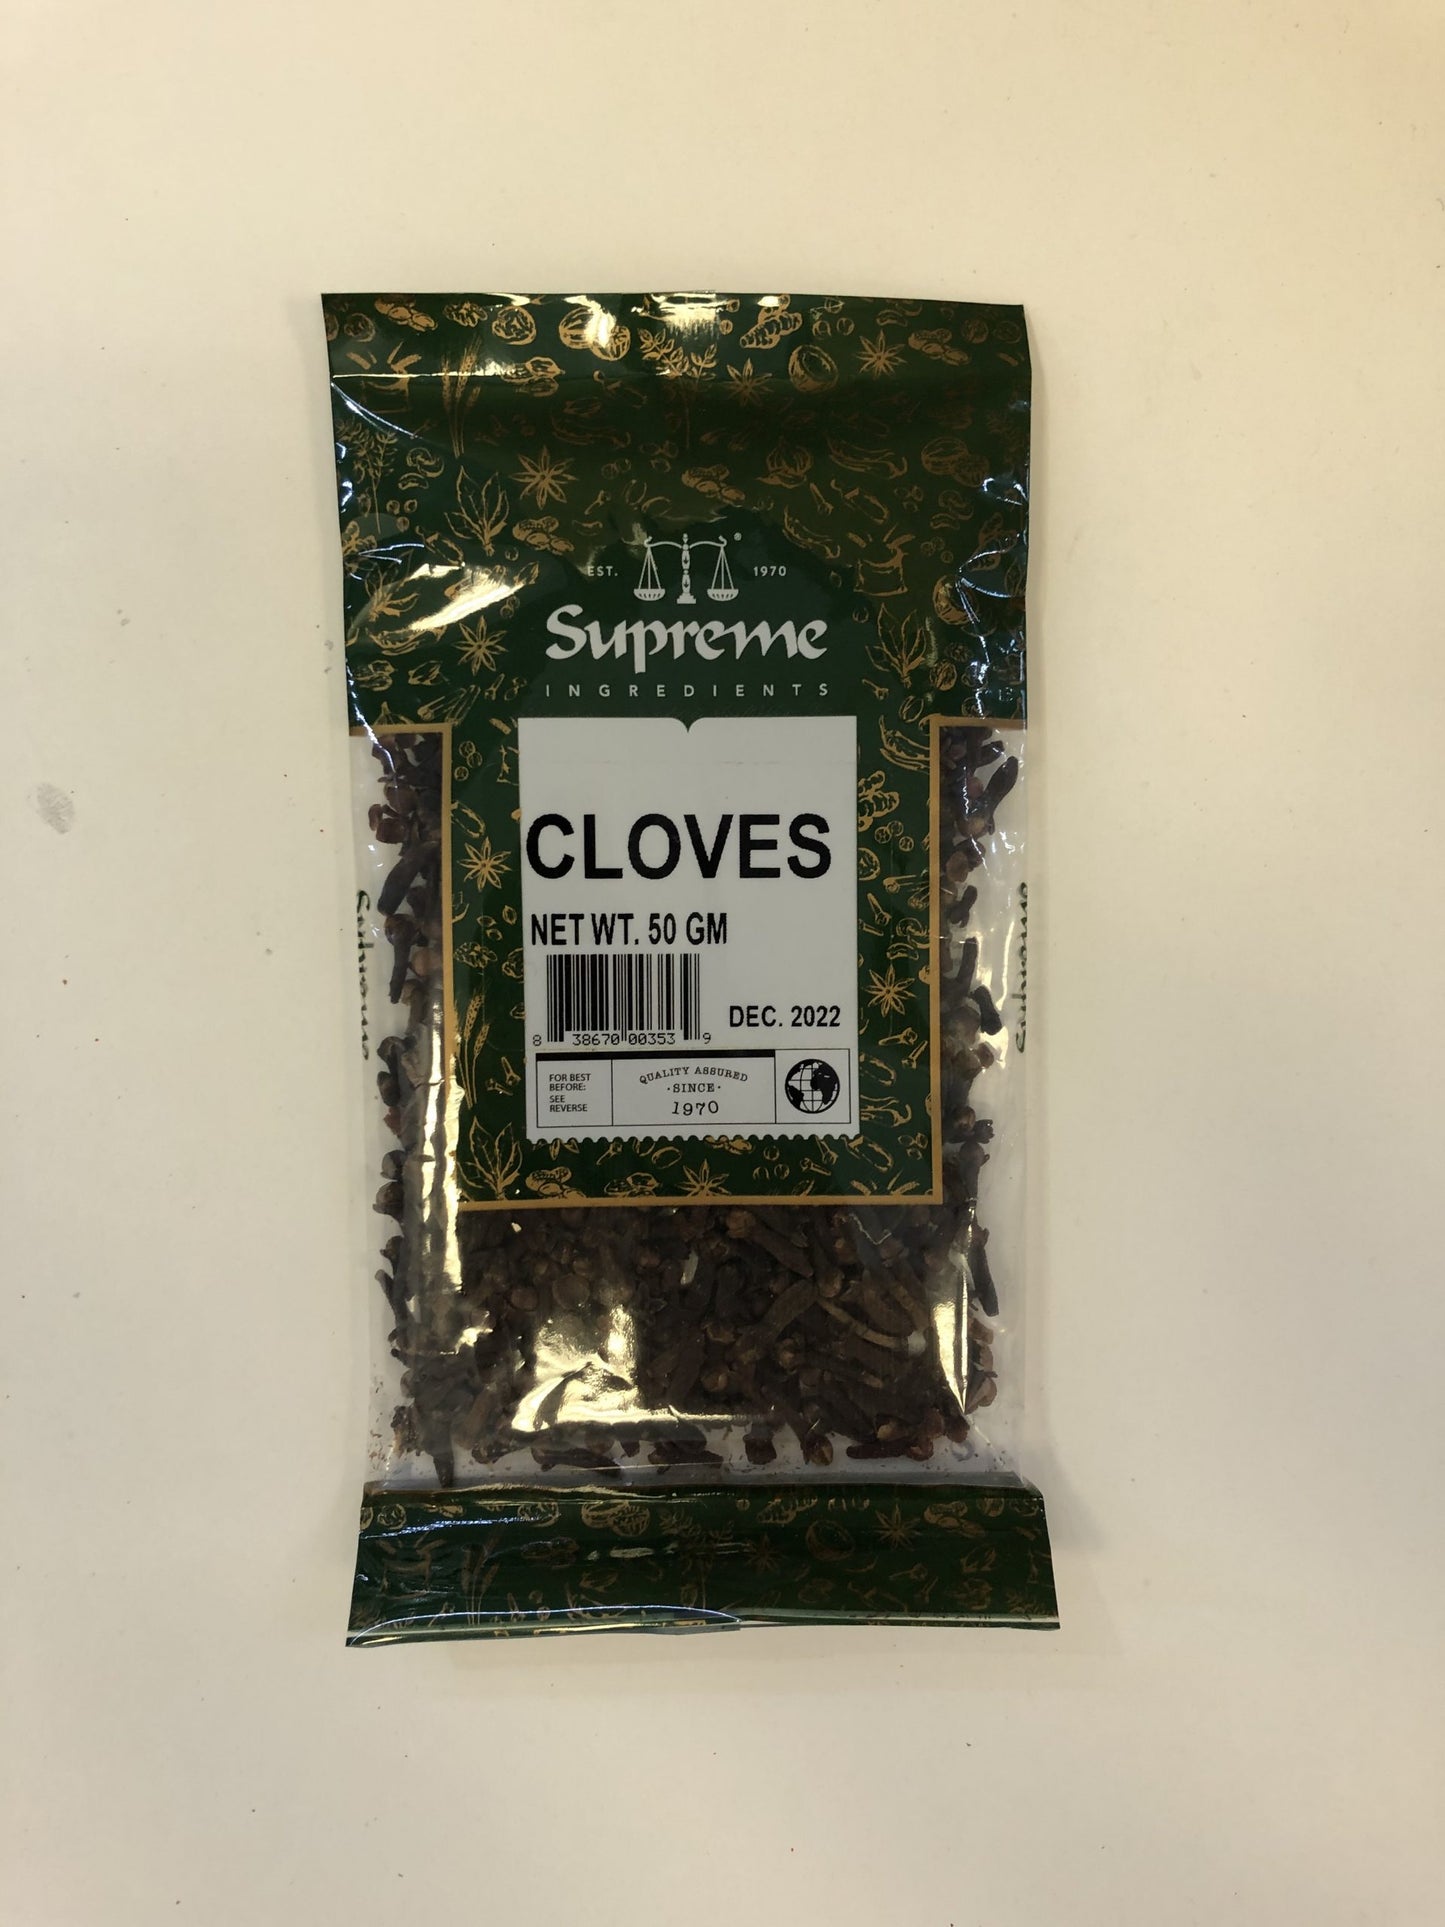 EST. 1970
Supreme®
INGREDIENTS
CLOVES
NET WT. 50 GM
DEC. 2022
8 38670 00353 9
FOR BEST
BEFORE:
SEE
REVERSE
QUALITY ASSURED
·SINCE·
1970
Supreme
Supreme